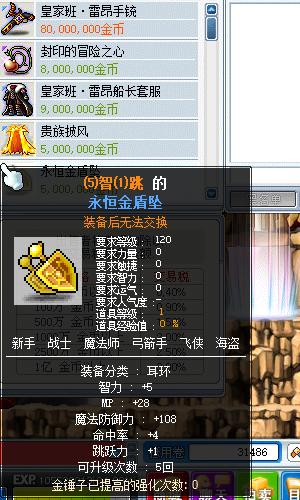 皇家班·雷昂手铳
80,000,000金币
封印的冒险之心
8,000,000金币
皇家班·雷昂船长套服
9,000,000金币
贵族披风
5,000,000金币
永恒金盾坠
(5)智(1)跳 的
永恒金盾坠
装备后无法交换
要求等级 : 120
要求力量 : 0
要求敏捷 : 0
要求智力 : 0
要求运气 : 0
要求人气度 : -
道具等级 : 1
道具经验值 : 0 %
新手 战士 魔法师 弓箭手 飞侠 海盗
装备分类 : 耳环
智力 : +5
MP : +28
魔法防御力 : +108
命中率 : +4
跳跃力 : +1
可升级次数 : 5回
31486
金锤子已提高的强化次数: 0
EXP.